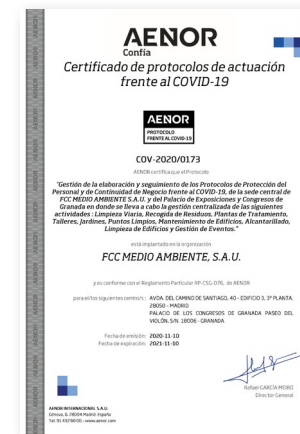 AENOR
Confía
Certificado de protocolos de actuación
frente al COVID-19
AENOR
PROTOCOLO
FRENTE AL COVID-19
COV-2020/0173
AENOR certifica que el Protocolo
"Gestión de la elaboración y seguimiento de los Protocolos de Protección del
Personal y de Continuidad de Negocio frente al COVID-19, de la sede central de
FCC MEDIO AMBIENTE S.A.U. y del Palacio de Exposiciones y Congresos de
Granada en donde se lleva a cabo la gestión centralizada de las siguientes
actividades : Limpieza Viaria, Recogida de Residuos, Plantas de Tratamiento,
Talleres, Jardines, Puntos Limpios, Mantenimiento de Edificios, Alcantarillado,
Limpieza de Edificios y Gestión de Eventos."
está implantado en la organización
FCC MEDIO AMBIENTE, S.A.U.
y es conforme con el Reglamento Particular RP-CSG-076, de AENOR
para el/los siguientes centro/s: AVDA. DEL CAMINO DE SANTIAGO, 40 - EDIFICIO 3, 3ª PLANTA,
28050 - MADRID
PALACIO DE LOS CONGRESOS DE GRANADA PASEO DEL
VIOLÓN, S/N. 18006 - GRANADA
Fecha de emisión: 2020-11-10
Fecha de expiración: 2021-11-10
Rafael GARCÍA MEIRO
Director General
AENOR INTERNACIONAL S.A.U.
Génova, 6. 28004 Madrid. España
Tel. 91 432 60 00.- www.aenor.com